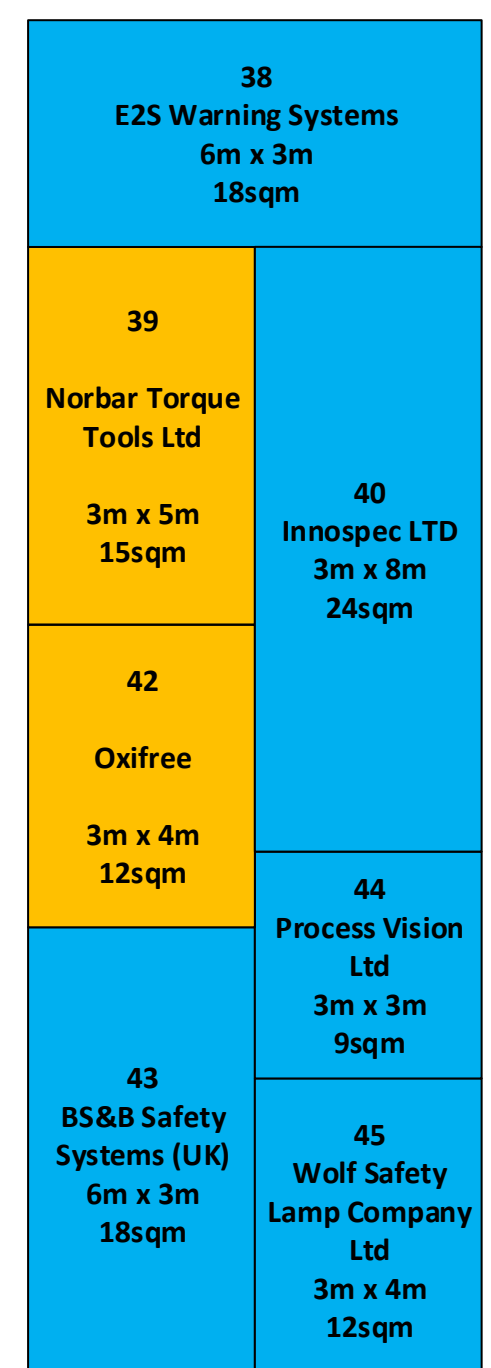 38
E2S Warning Systems
6m x 3m
18sqm
39
Norbar Torque
Tools Ltd
3m x 5m
15sqm
40
Innospec LTD
3m x 8m
24sqm
42
Oxifree
3m x 4m
12sqm
44
Process Vision
Ltd
3m x 3m
9sqm
43
BS&B Safety
Systems (UK)
6m x 3m
18sqm
45
Wolf Safety
Lamp Company
Ltd
3m x 4m
12sqm